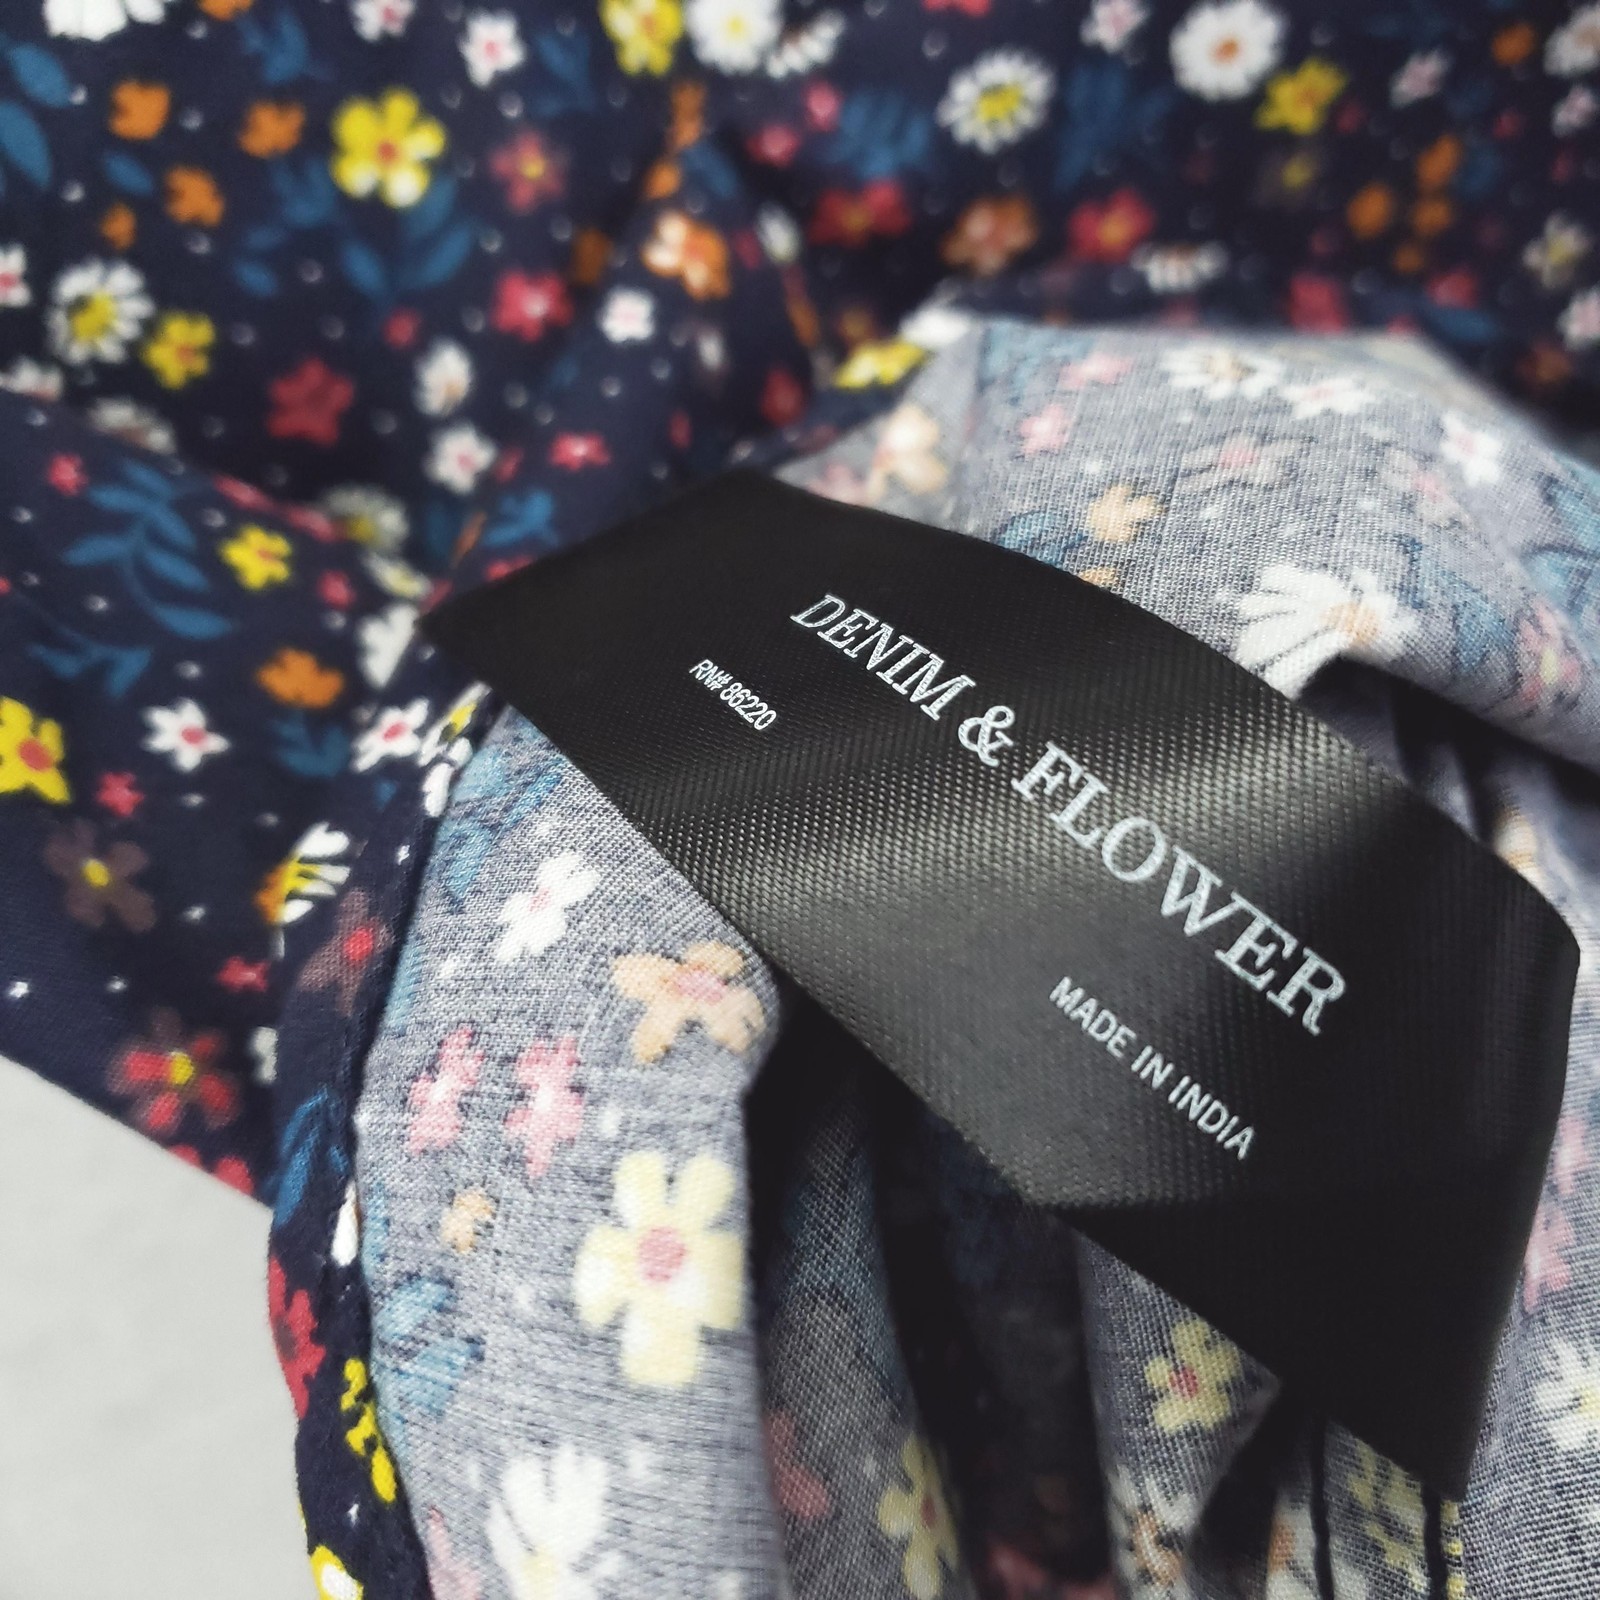 DENIM & FLOWER
RN# 86220
MADE IN INDIA